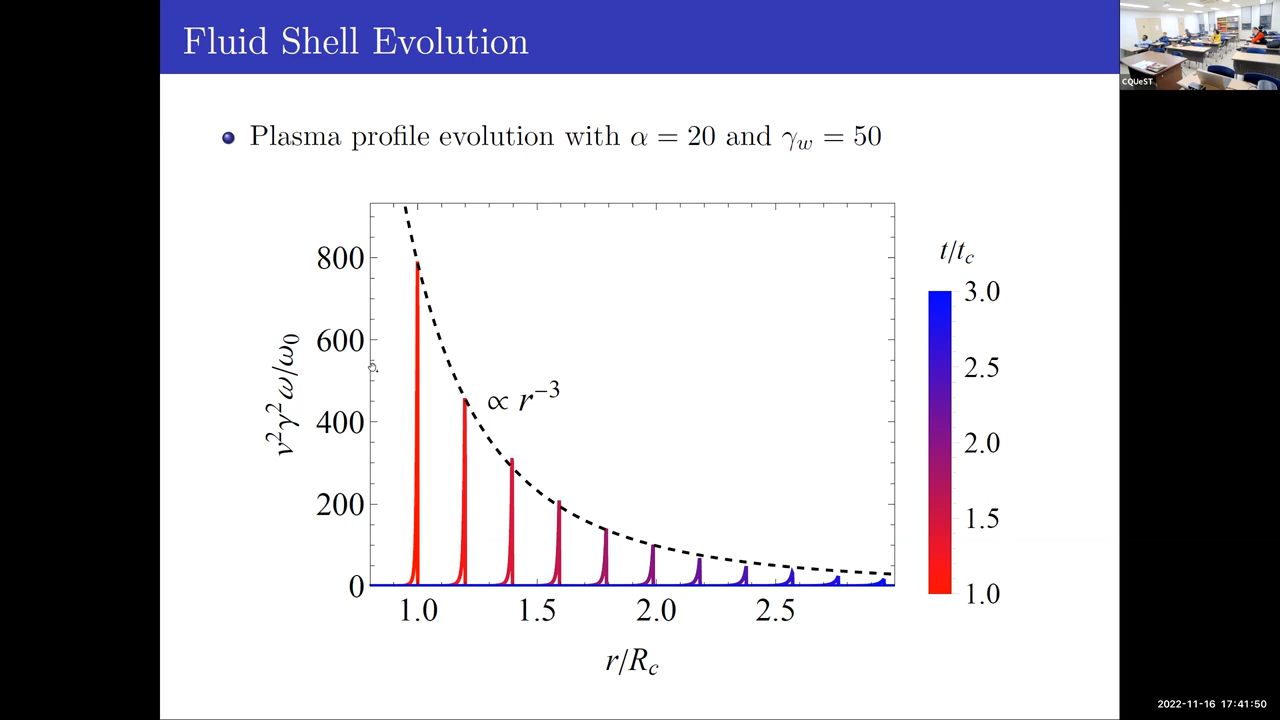 Fluid Shell Evolution
CQUeST
Plasma profile evolution with α = 20 and γ_w = 50
t/t_c
800
600
400
200
0
v²γ²ω/ω₀
∝ r⁻³
3.0
2.5
2.0
1.5
1.0
1.0 1.5 2.0 2.5
r/R_c
2022-11-16 17:41:50